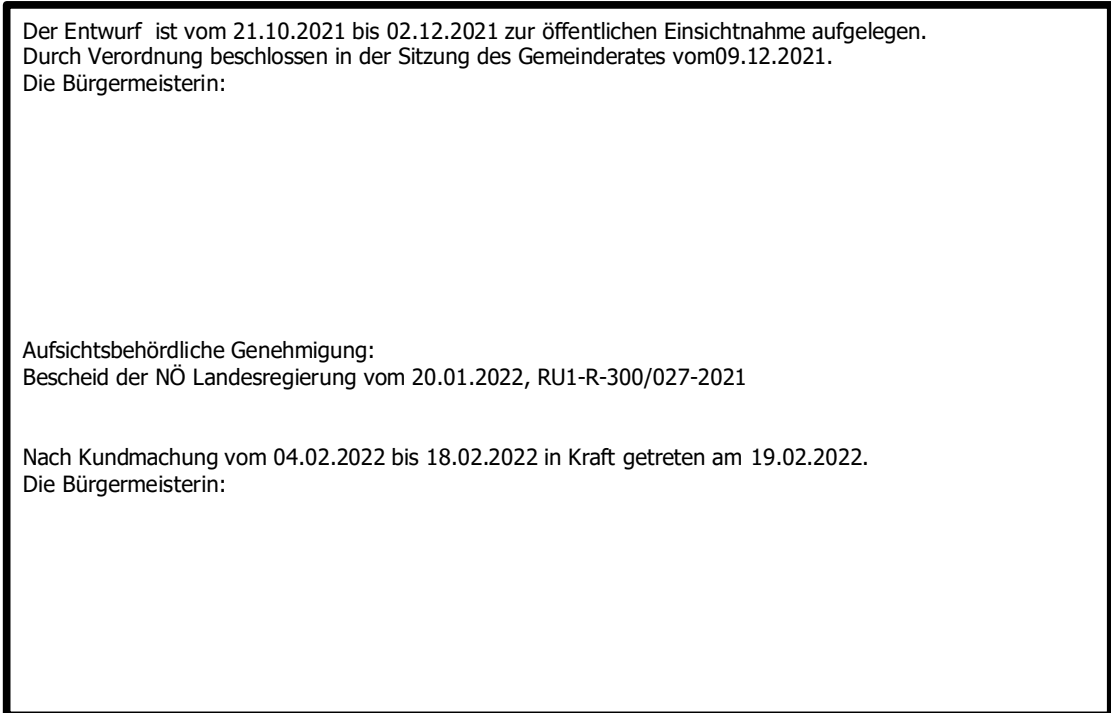 Der Entwurf  ist vom 21.10.2021 bis 02.12.2021 zur öffentlichen Einsichtnahme aufgelegen.
Durch Verordnung beschlossen in der Sitzung des Gemeinderates vom09.12.2021.
Die Bürgermeisterin:
Aufsichtsbehördliche Genehmigung:
Bescheid der NÖ Landesregierung vom 20.01.2022, RU1-R-300/027-2021
Nach Kundmachung vom 04.02.2022 bis 18.02.2022 in Kraft getreten am 19.02.2022.
Die Bürgermeisterin: